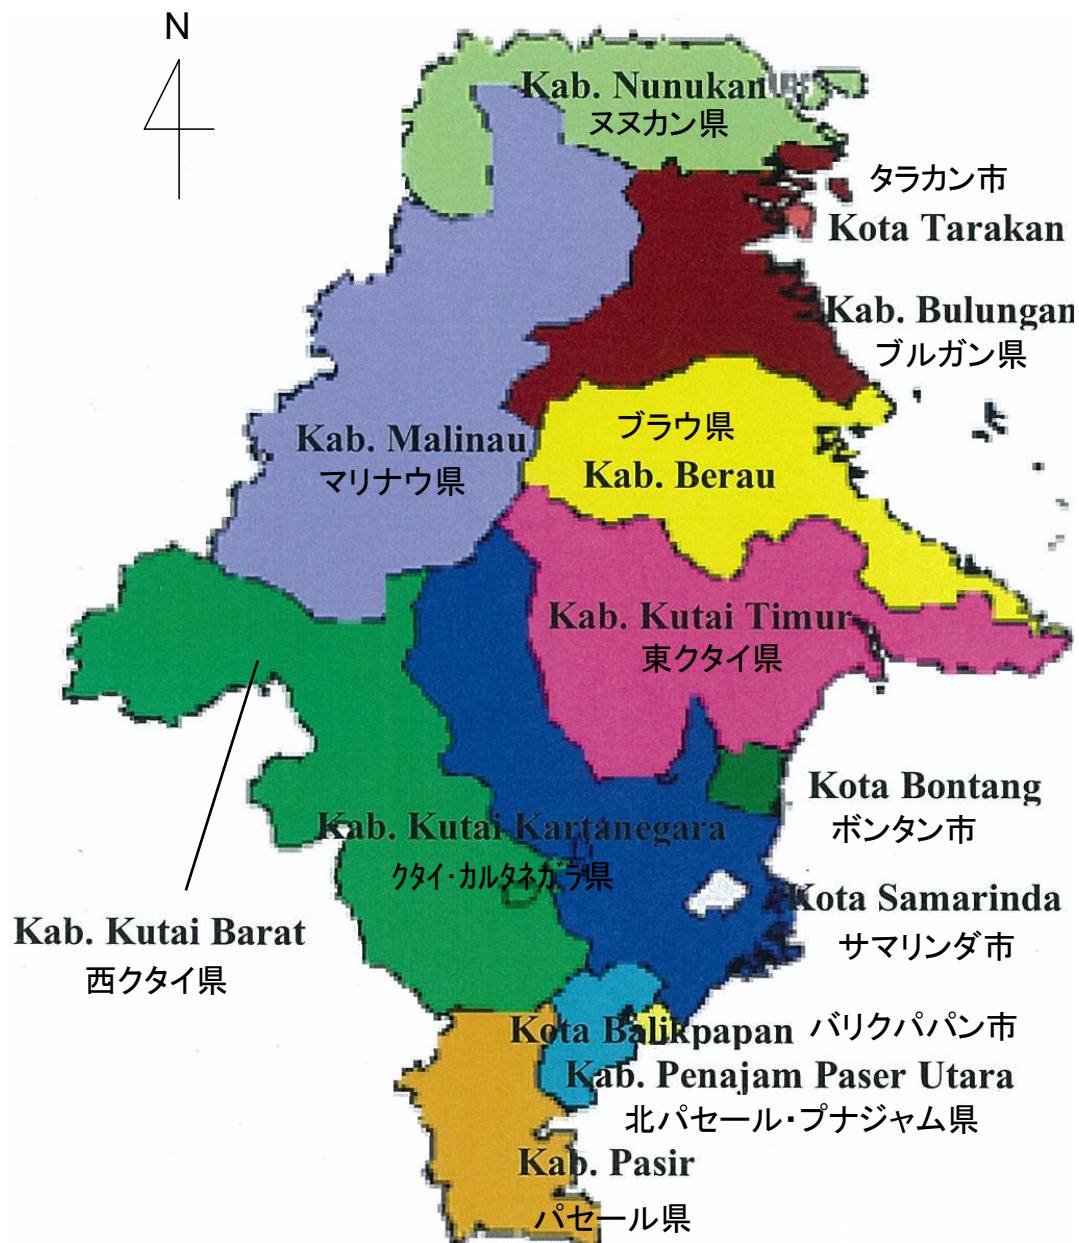 N
Kab. Nunukan
ヌヌカン県
タラカン市
Kota Tarakan
Kab. Bulungan
ブルガン県
ブラウ県
Kab. Berau
Kab. Malinau
マリナウ県
Kab. Kutai Timur
東クタイ県
Kota Bontang
ボンタン市
Kab. Kutai Kartanegara
クタイ・カルタネガラ県
Kota Samarinda
サマリンダ市
Kab. Kutai Barat
西クタイ県
Kota Balikpapan バリクパパン市
Kab. Penajam Paser Utara
北パセール・プナジャム県
Kab. Pasir
パセール県